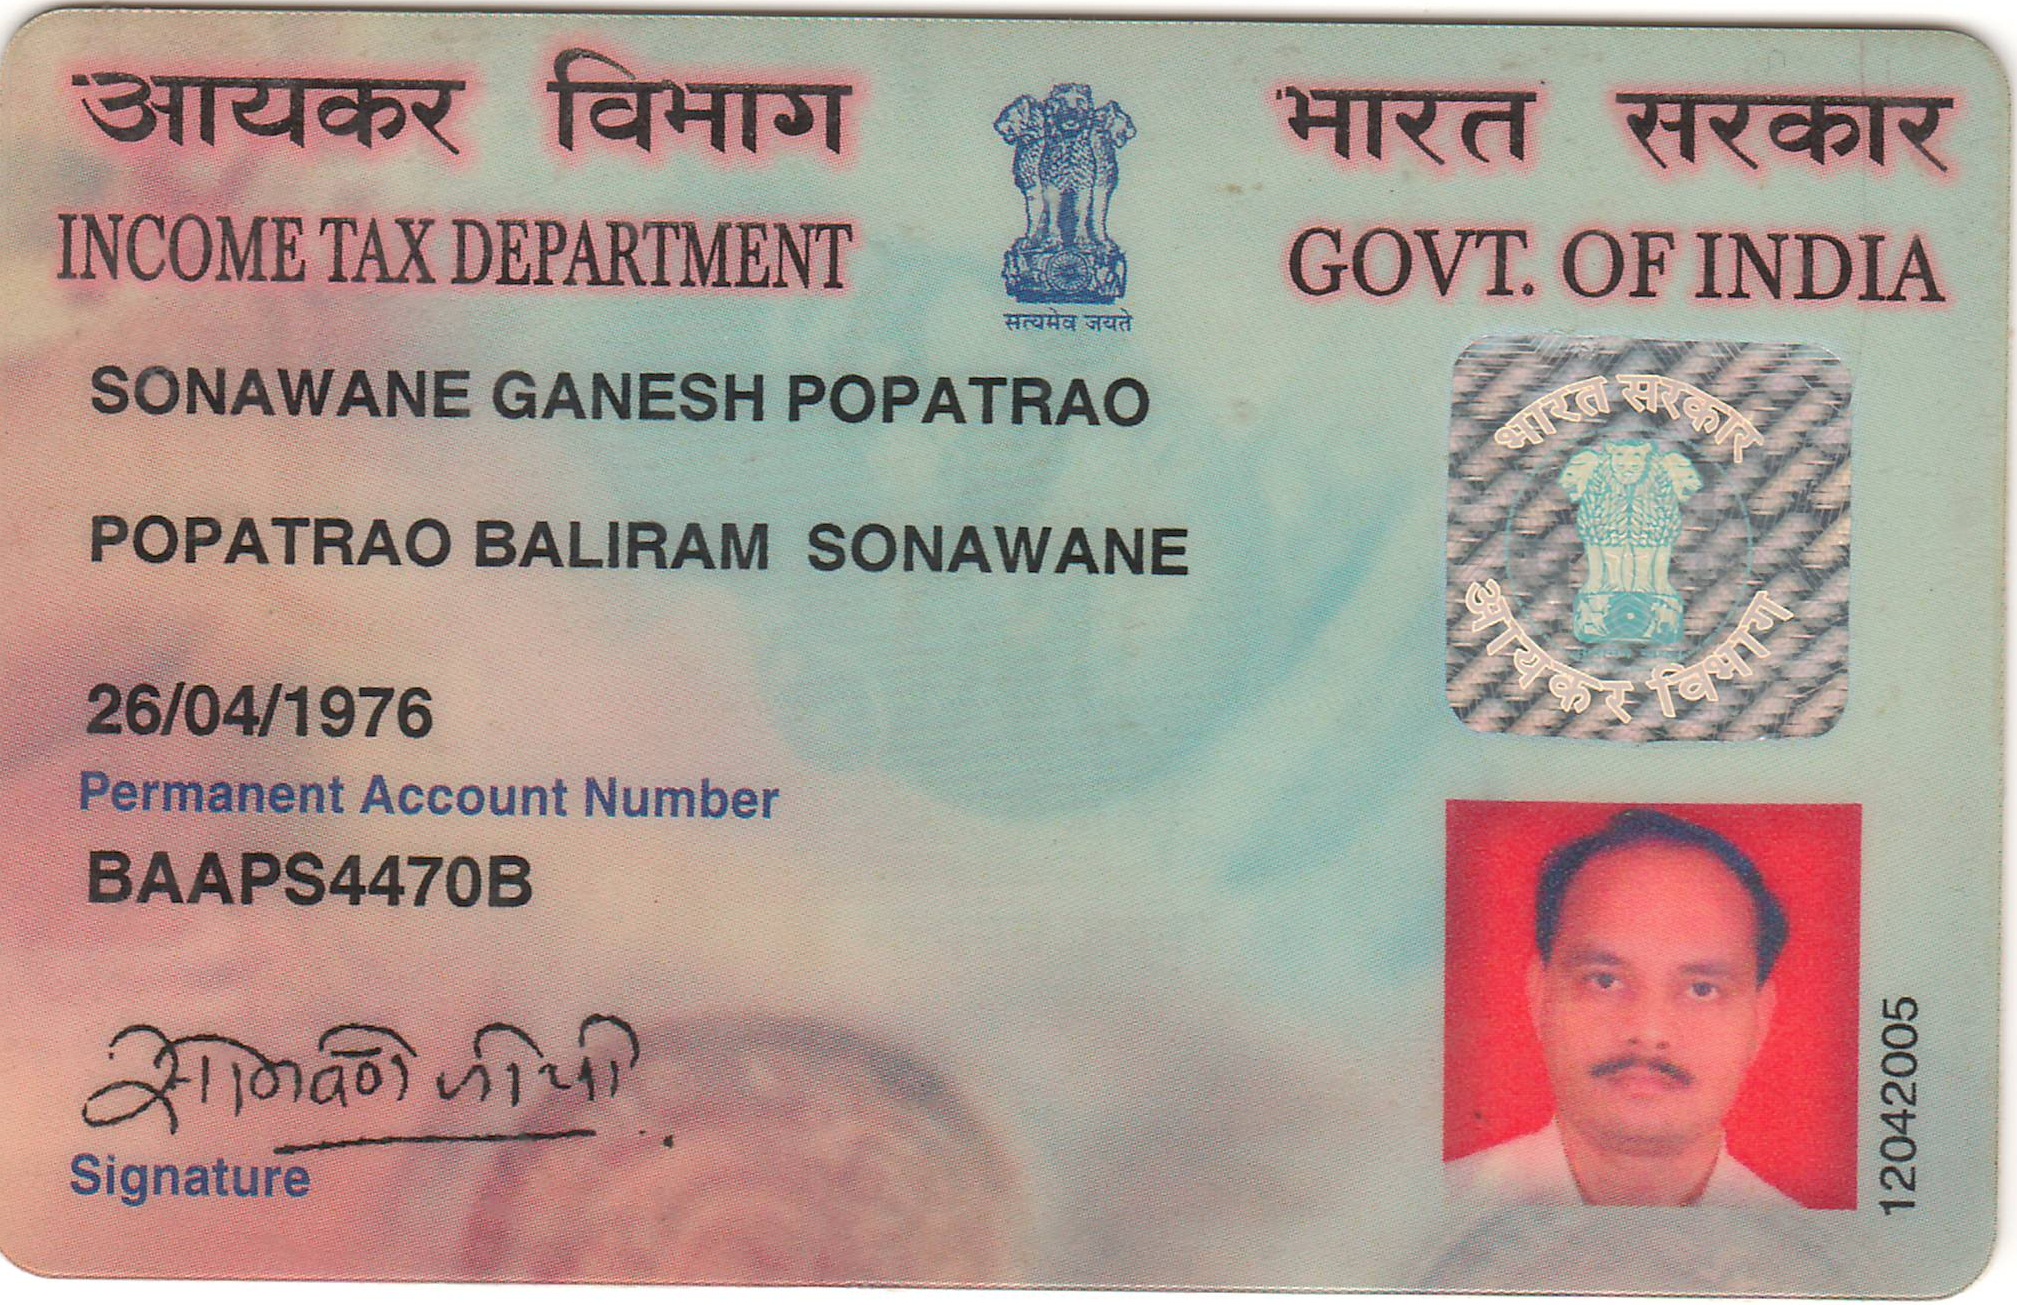 आयकर विभाग
भारत सरकार
INCOME TAX DEPARTMENT
GOVT. OF INDIA
सत्यमेव जयते
SONAWANE GANESH POPATRAO
भारत सरकार
आयकर विभाग
POPATRAO BALIRAM SONAWANE
26/04/1976
Permanent Account Number
BAAPS4470B
Signature
12042005